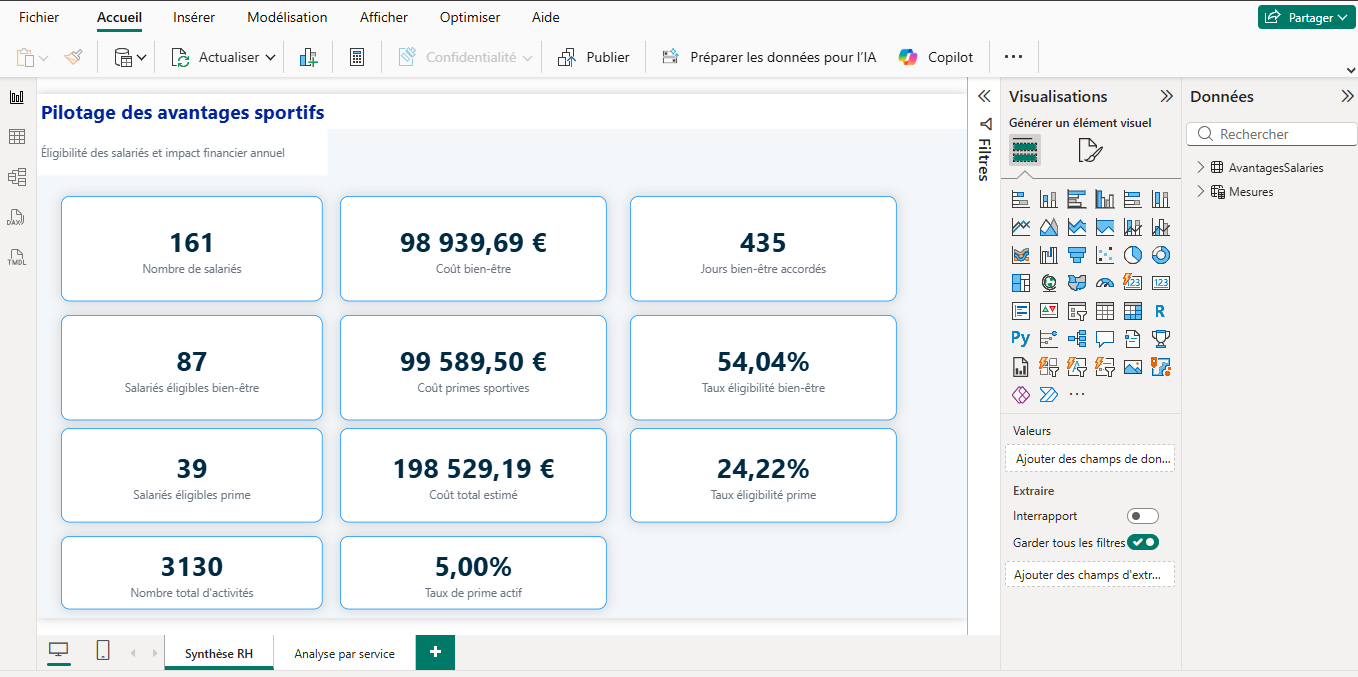 Fichier Accueil Insérer Modélisation Afficher Optimiser Aide Partager
Actualiser Confidentialité Publier Préparer les données pour l'IA Copilot ...
Pilotage des avantages sportifs
Éligibilité des salariés et impact financier annuel
161 98 939,69 € 435
Nombre de salariés Coût bien-être Jours bien-être accordés
87 99 589,50 € 54,04%
Salariés éligibles bien-être Coût primes sportives Taux éligibilité bien-être
39 198 529,19 € 24,22%
Salariés éligibles prime Coût total estimé Taux éligibilité prime
3130 5,00%
Nombre total d'activités Taux de prime actif
DAX
TMDL
Synthèse RH Analyse par service +
Filtres
Visualisations
Générer un élément visuel
123 123
R
Py
...
Valeurs
Ajouter des champs de don...
Extraire
Interrapport
Garder tous les filtres
Ajouter des champs d'extr...
Données
Rechercher
AvantagesSalaries
Mesures